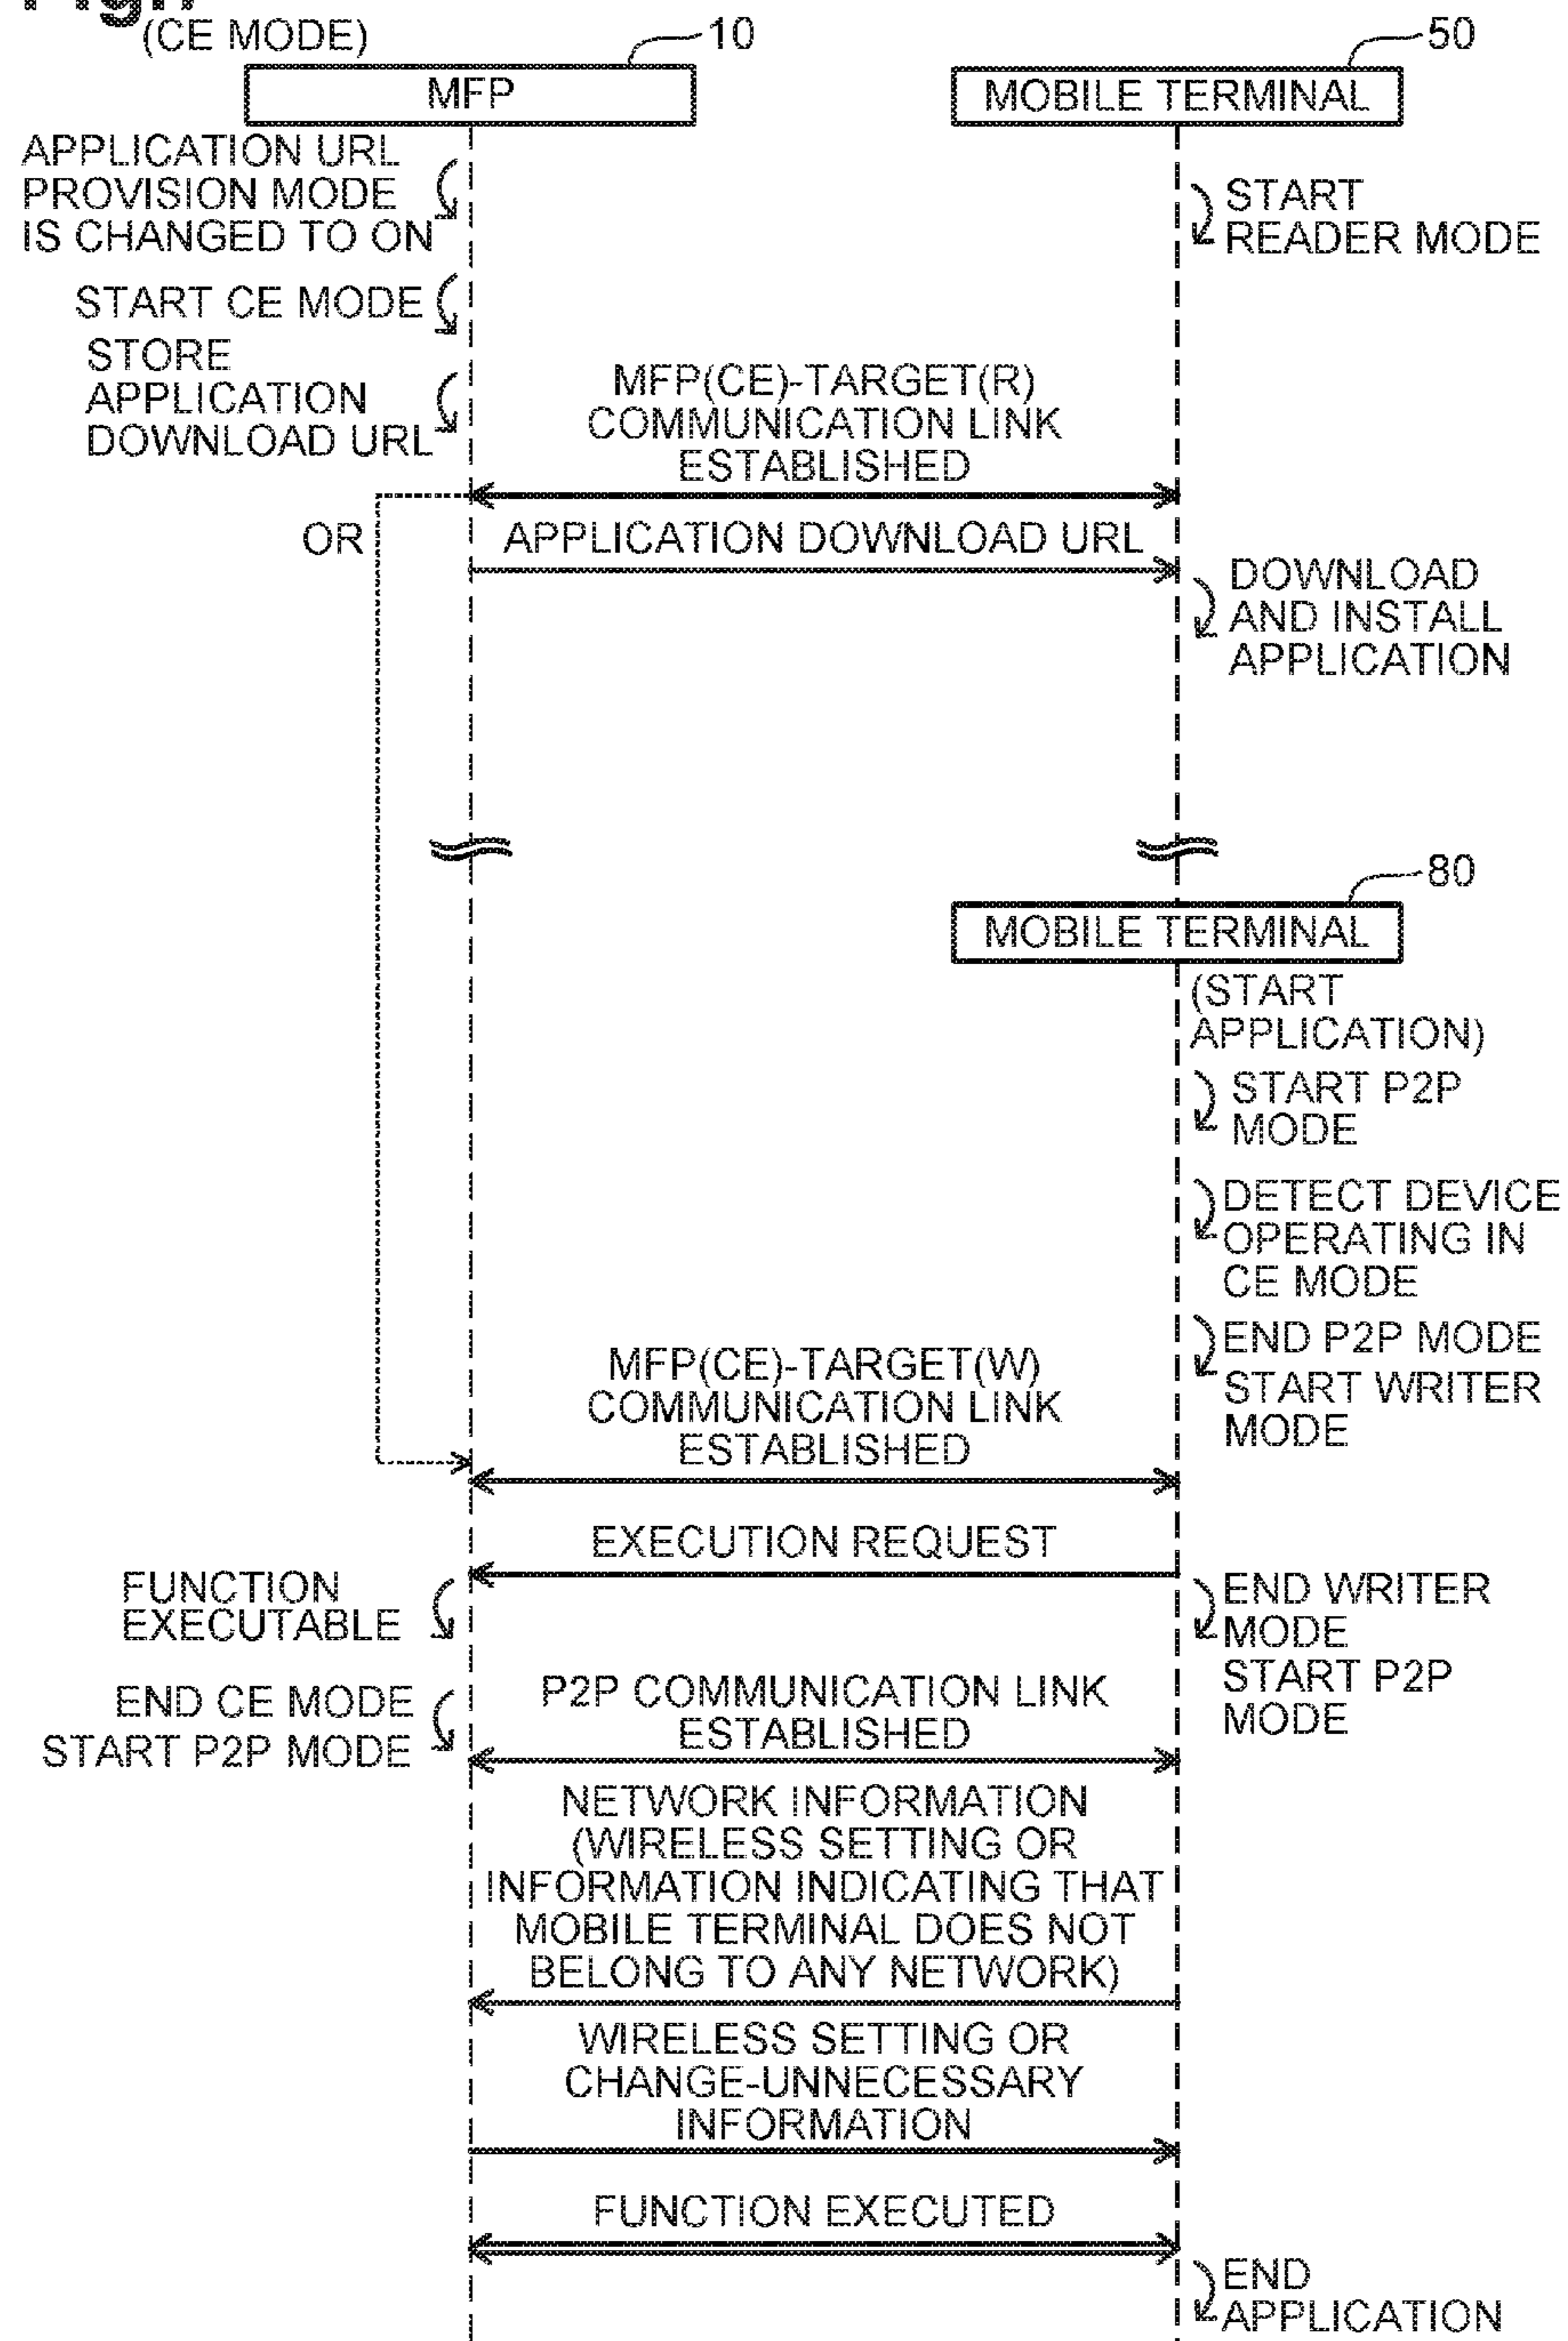 (CE MODE)
10
50
MFP
MOBILE TERMINAL
APPLICATION URL
PROVISION MODE
IS CHANGED TO ON
START
READER MODE
START CE MODE
STORE
APPLICATION
DOWNLOAD URL
MFP(CE)-TARGET(R)
COMMUNICATION LINK
ESTABLISHED
OR
APPLICATION DOWNLOAD URL
DOWNLOAD
AND INSTALL
APPLICATION
80
MOBILE TERMINAL
(START
APPLICATION)
START P2P
MODE
DETECT DEVICE
OPERATING IN
CE MODE
END P2P MODE
START WRITER
MODE
MFP(CE)-TARGET(W)
COMMUNICATION LINK
ESTABLISHED
EXECUTION REQUEST
FUNCTION
EXECUTABLE
END WRITER
MODE
START P2P
MODE
END CE MODE
START P2P MODE
P2P COMMUNICATION LINK
ESTABLISHED
NETWORK INFORMATION
(WIRELESS SETTING OR
INFORMATION INDICATING THAT
MOBILE TERMINAL DOES NOT
BELONG TO ANY NETWORK)
WIRELESS SETTING OR
CHANGE-UNNECESSARY
INFORMATION
FUNCTION EXECUTED
END
APPLICATION